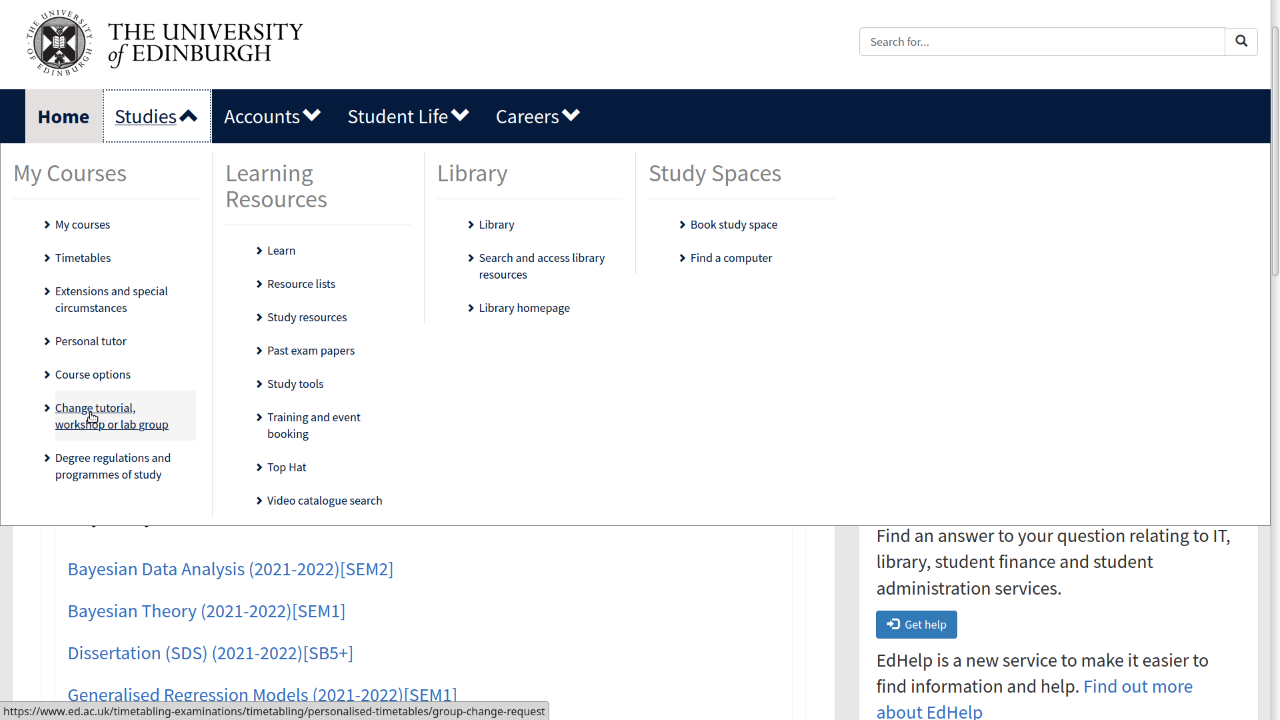 THE UNIVERSITY
of EDINBURGH
Search for...
Home
Studies
Accounts
Student Life
Careers
My Courses
My courses
Timetables
Extensions and special
circumstances
Personal tutor
Course options
Change tutorial,
workshop or lab group
Degree regulations and
programmes of study
Learning
Resources
Learn
Resource lists
Study resources
Past exam papers
Study tools
Training and event
booking
Top Hat
Video catalogue search
Library
Library
Search and access library
resources
Library homepage
Study Spaces
Book study space
Find a computer
Bayesian Data Analysis (2021-2022)[SEM2]
Bayesian Theory (2021-2022)[SEM1]
Dissertation (SDS) (2021-2022)[SB5+]
Generalised Regression Models (2021-2022)[SEM1]
Find an answer to your question relating to IT,
library, student finance and student
administration services.
Get help
EdHelp is a new service to make it easier to
find information and help. Find out more
about EdHelp
https://www.ed.ac.uk/timetabling-examinations/timetabling/personalised-timetables/group-change-request